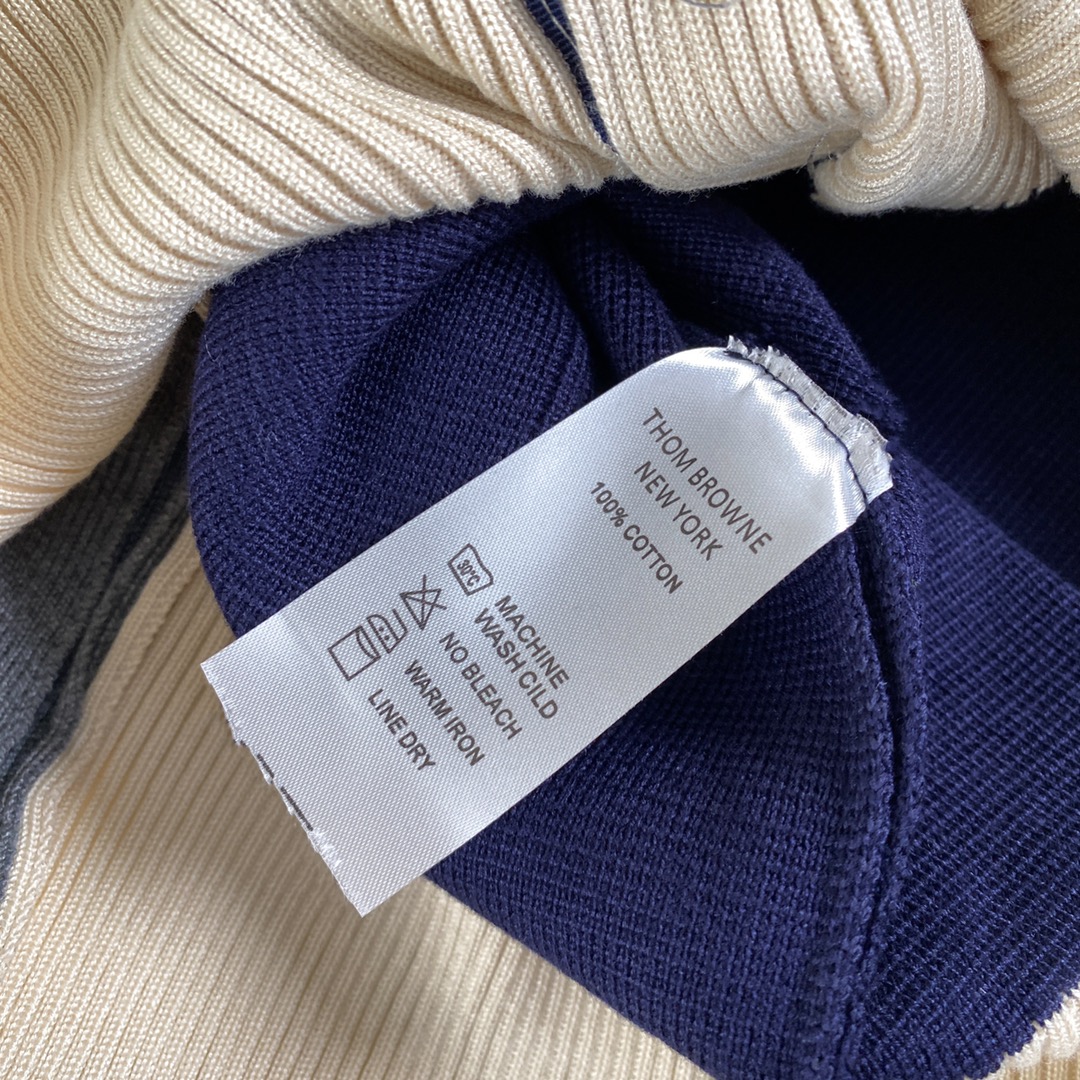 THOM BROWNE
NEW YORK
100% COTTON
30°C
MACHINE
WASH CILD
NO BLEACH
WARM IRON
LINE DRY